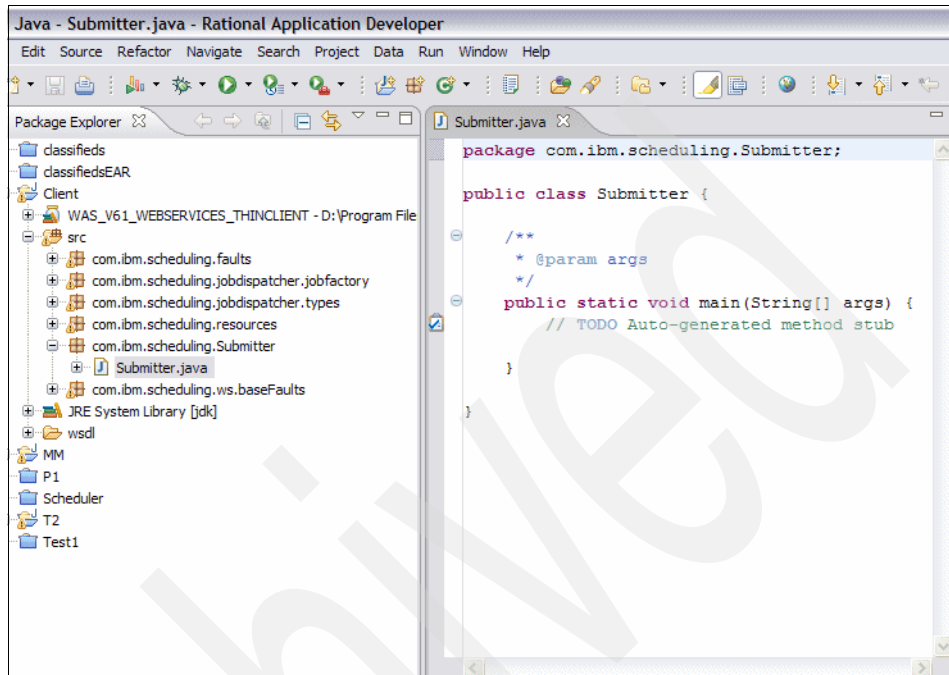 Java - Submitter.java - Rational Application Developer
Edit Source Refactor Navigate Search Project Data Run Window Help
Package Explorer
classifieds
classifiedsEAR
Client
WAS_V61_WEBSERVICES_THINCLIENT - D:\Program File
src
com.ibm.scheduling.faults
com.ibm.scheduling.jobdispatcher.jobfactory
com.ibm.scheduling.jobdispatcher.types
com.ibm.scheduling.resources
com.ibm.scheduling.Submitter
Submitter.java
com.ibm.scheduling.ws.baseFaults
JRE System Library [jdk]
wsdl
MM
P1
Scheduler
T2
Test1
Submitter.java
package com.ibm.scheduling.Submitter;
public class Submitter {
/**
* @param args
*/
public static void main(String[] args) {
// TODO Auto-generated method stub
}
}